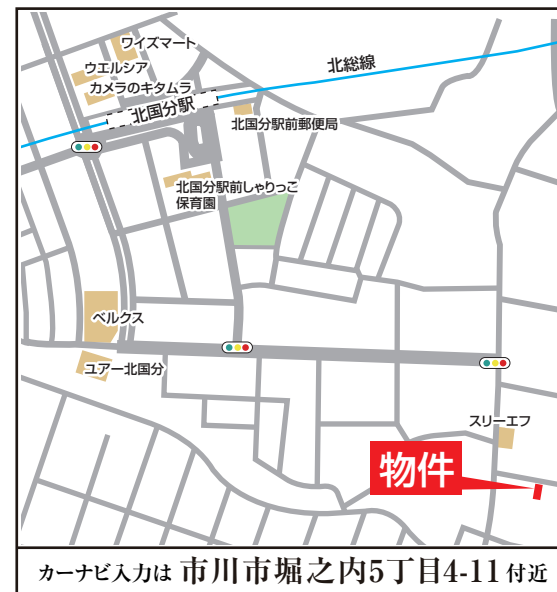 ワイズマート
ウエルシア
カメラのキタムラ
北総線
北国分駅
北国分駅前郵便局
北国分駅前しゃりっこ
保育園
ベルクス
ユアー北国分
スリーエフ
物件
カーナビ入力は 市川市堀之内5丁目4-11付近